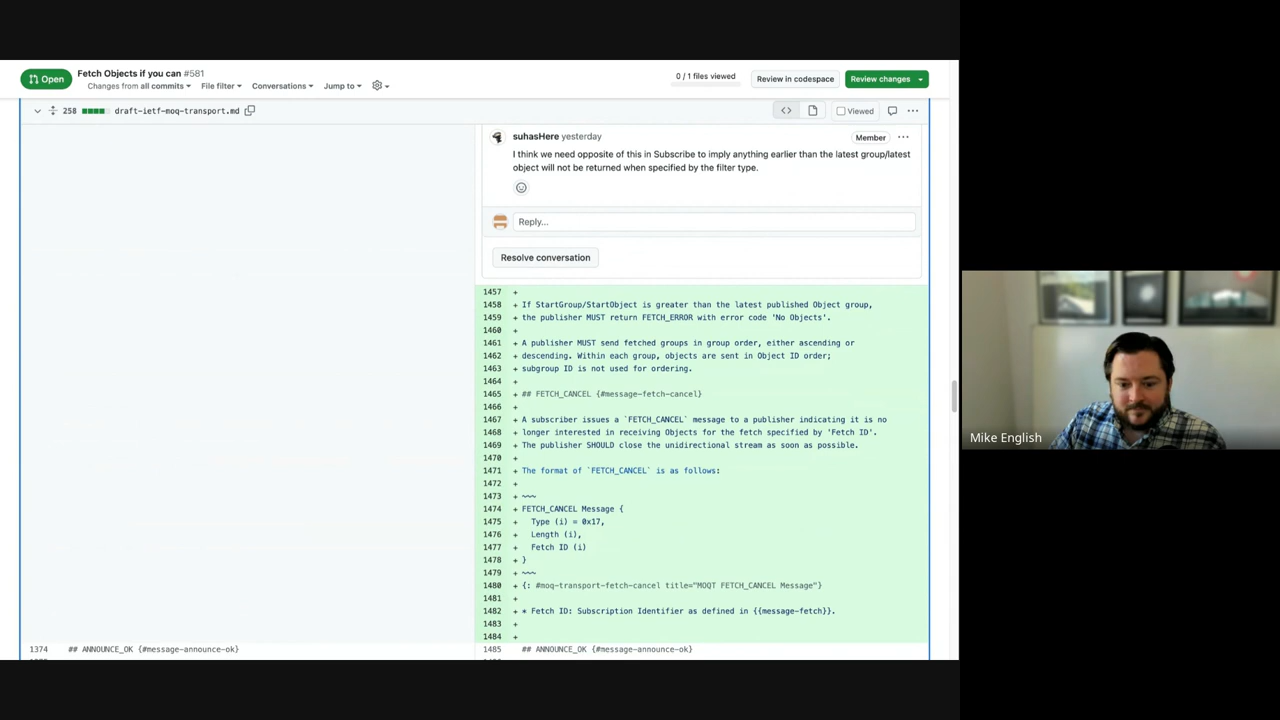 Open
Fetch Objects if you can #581
Changes from all commits
File filter
Conversations
Jump to
0 / 1 files viewed
Review in codespace
Review changes
258
draft-ietf-moq-transport.md
Viewed
suhasHere yesterday
Member
I think we need opposite of this in Subscribe to imply anything earlier than the latest group/latest
object will not be returned when specified by the filter type.
Reply...
Resolve conversation
1457 +
1458 + If StartGroup/StartObject is greater than the latest published Object group,
1459 + the publisher MUST return FETCH_ERROR with error code 'No Objects'.
1460 +
1461 + A publisher MUST send fetched groups in group order, either ascending or
1462 + descending. Within each group, objects are sent in Object ID order;
1463 + subgroup ID is not used for ordering.
1464 +
1465 + ## FETCH_CANCEL {#message-fetch-cancel}
1466 +
1467 + A subscriber issues a `FETCH_CANCEL` message to a publisher indicating it is no
1468 + longer interested in receiving Objects for the fetch specified by 'Fetch ID'.
1469 + The publisher SHOULD close the unidirectional stream as soon as possible.
1470 +
1471 + The format of `FETCH_CANCEL` is as follows:
1472 +
1473 + ~~~
1474 + FETCH_CANCEL Message {
1475 + Type (i) = 0x17,
1476 + Length (i),
1477 + Fetch ID (i)
1478 + }
1479 + ~~~
1480 + {: #moq-transport-fetch-cancel title="MOQT FETCH_CANCEL Message"}
1481 +
1482 + * Fetch ID: Subscription Identifier as defined in {{message-fetch}}.
1483 +
1484 +
1374 ## ANNOUNCE_OK {#message-announce-ok}
1485 ## ANNOUNCE_OK {#message-announce-ok}
Mike English